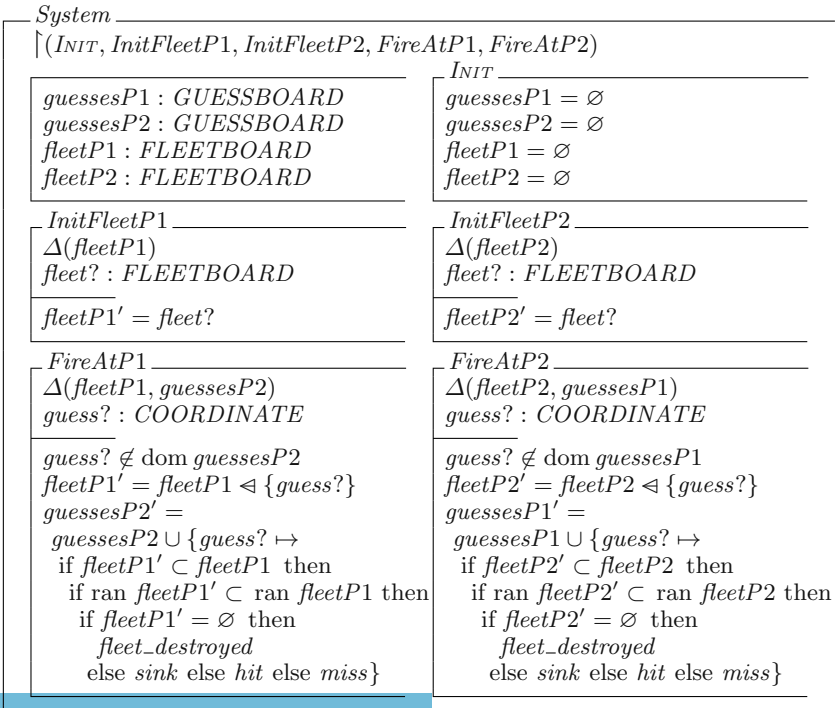 System
↾(INIT, InitFleetP1, InitFleetP2, FireAtP1, FireAtP2)
guessesP1 : GUESSBOARD
guessesP2 : GUESSBOARD
fleetP1 : FLEETBOARD
fleetP2 : FLEETBOARD
INIT
guessesP1 = ∅
guessesP2 = ∅
fleetP1 = ∅
fleetP2 = ∅
InitFleetP1
Δ(fleetP1)
fleet? : FLEETBOARD
fleetP1′ = fleet?
InitFleetP2
Δ(fleetP2)
fleet? : FLEETBOARD
fleetP2′ = fleet?
FireAtP1
Δ(fleetP1, guessesP2)
guess? : COORDINATE
guess? ∉ dom guessesP2
fleetP1′ = fleetP1 ⩤ {guess?}
guessesP2′ =
guessesP2 ∪ {guess? ↦
if fleetP1′ ⊂ fleetP1 then
if ran fleetP1′ ⊂ ran fleetP1 then
if fleetP1′ = ∅ then
fleet_destroyed
else sink else hit else miss}
FireAtP2
Δ(fleetP2, guessesP1)
guess? : COORDINATE
guess? ∉ dom guessesP1
fleetP2′ = fleetP2 ⩤ {guess?}
guessesP1′ =
guessesP1 ∪ {guess? ↦
if fleetP2′ ⊂ fleetP2 then
if ran fleetP2′ ⊂ ran fleetP2 then
if fleetP2′ = ∅ then
fleet_destroyed
else sink else hit else miss}